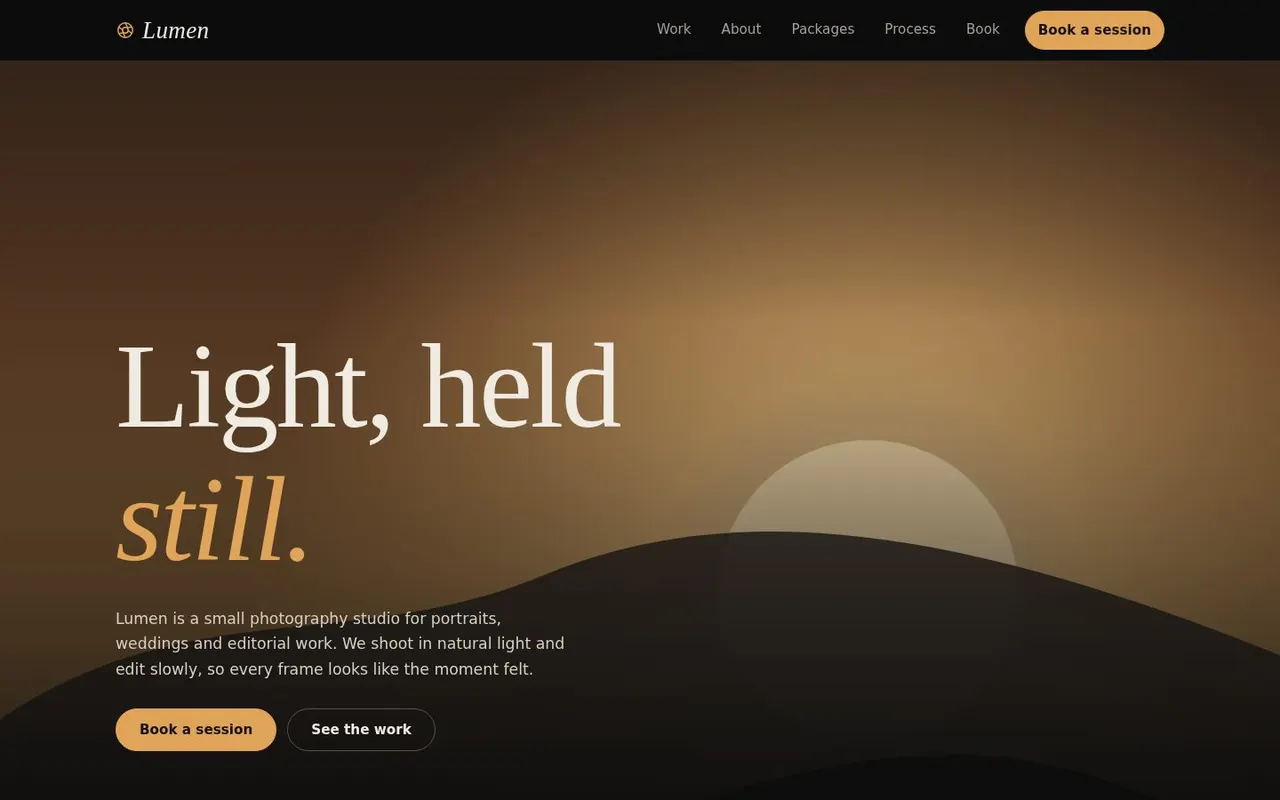 Lumen
Work
About
Packages
Process
Book
Book a session
Light, held
still.
Lumen is a small photography studio for portraits,
weddings and editorial work. We shoot in natural light and
edit slowly, so every frame looks like the moment felt.
Book a session
See the work